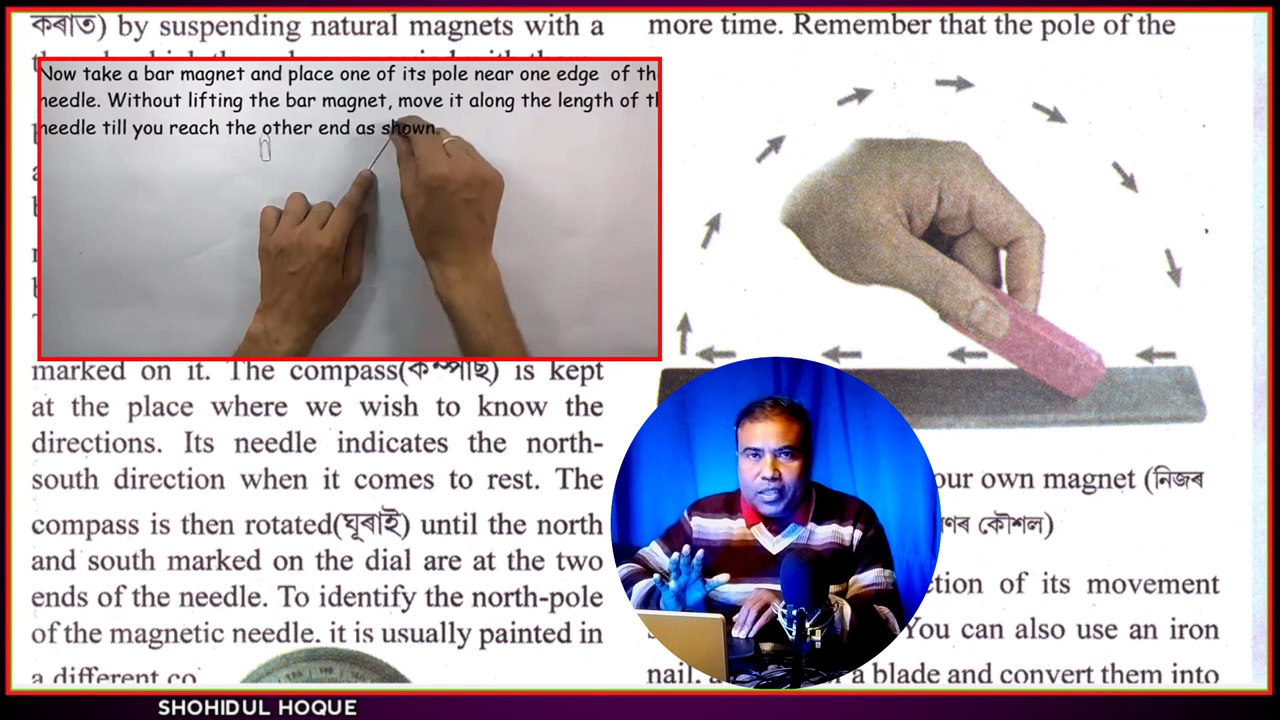 কৰাত) by suspending natural magnets with a
Now take a bar magnet and place one of its pole near one edge of
needle. Without lifting the bar magnet, move it along the length of
needle till you reach the other end as shown.
marked on it. The compass(কম্পাছ) is kept
at the place where we wish to know the
directions. Its needle indicates the north-
south direction when it comes to rest. The
compass is then rotated(ঘূৰাই) until the north
and south marked on the dial are at the two
ends of the needle. To identify the north-pole
of the magnetic needle. it is usually painted in
a different
more time. Remember that the pole of the
own magnet (নিজৰ
কৌশল)
of its movement
You can also use an iron
nail. a blade and convert them into
SHOHIDUL HOQUE